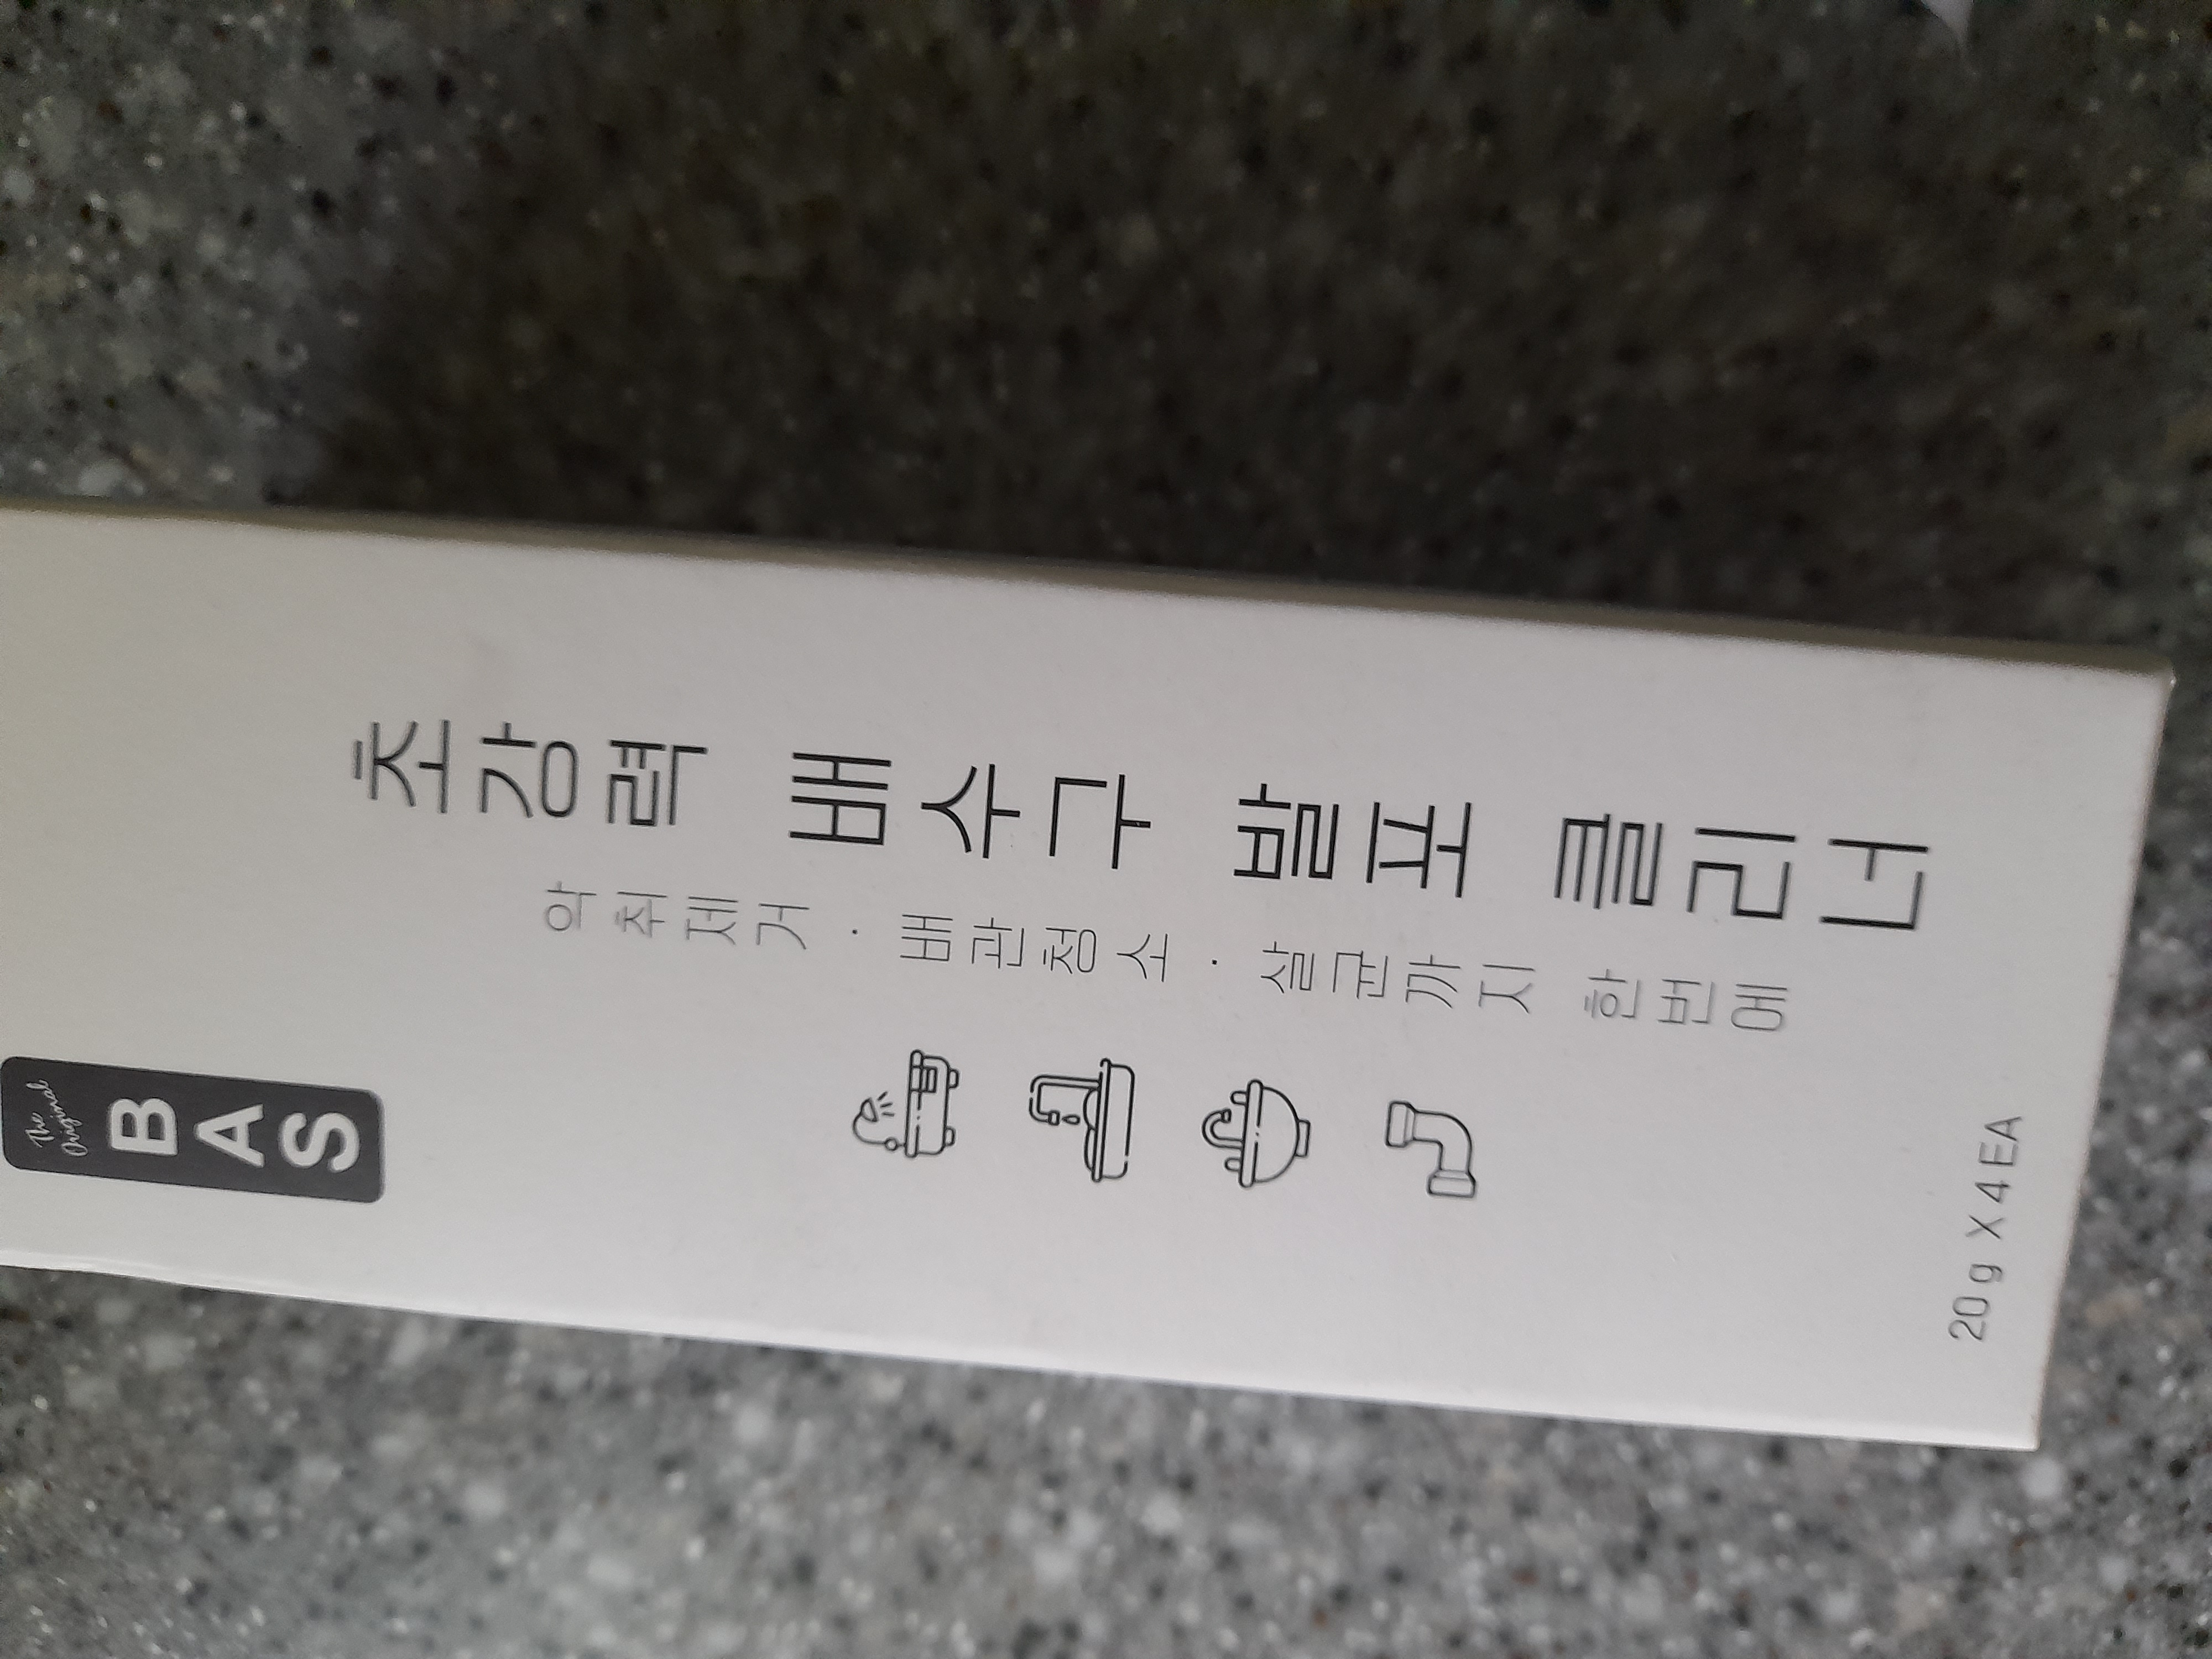 초강력 배수구 발포 클리너
악취제거 · 배관청소 · 살균까지 한번에
The
Original
BAS
20g X 4EA